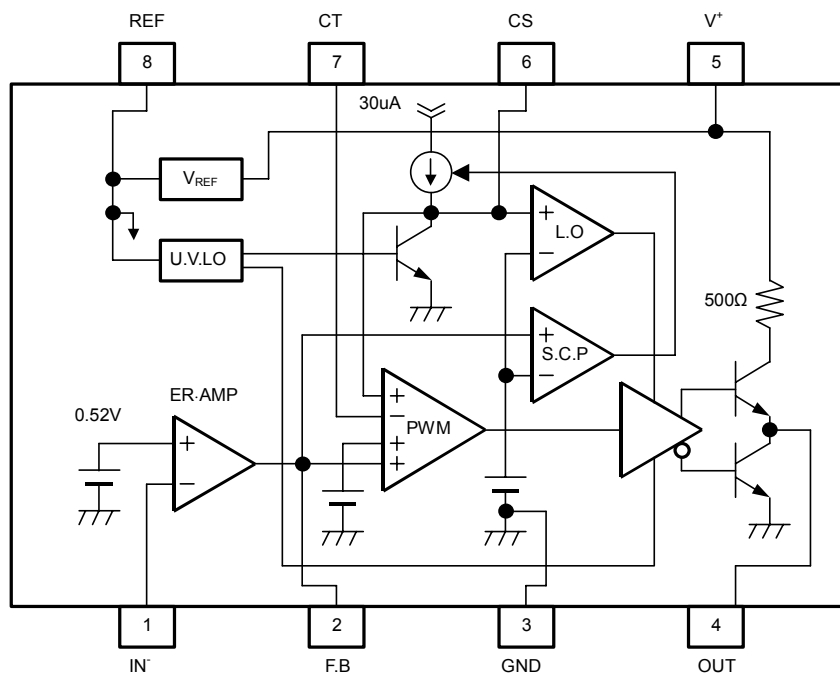 REF CT CS V⁺
8 7 6 5
30uA
V_REF
+
L.O
U.V.LO
−
500Ω
+
S.C.P
−
ER·AMP
0.52V
+
−
+
−
+
+
PWM
1 2 3 4
IN⁻ F.B GND OUT